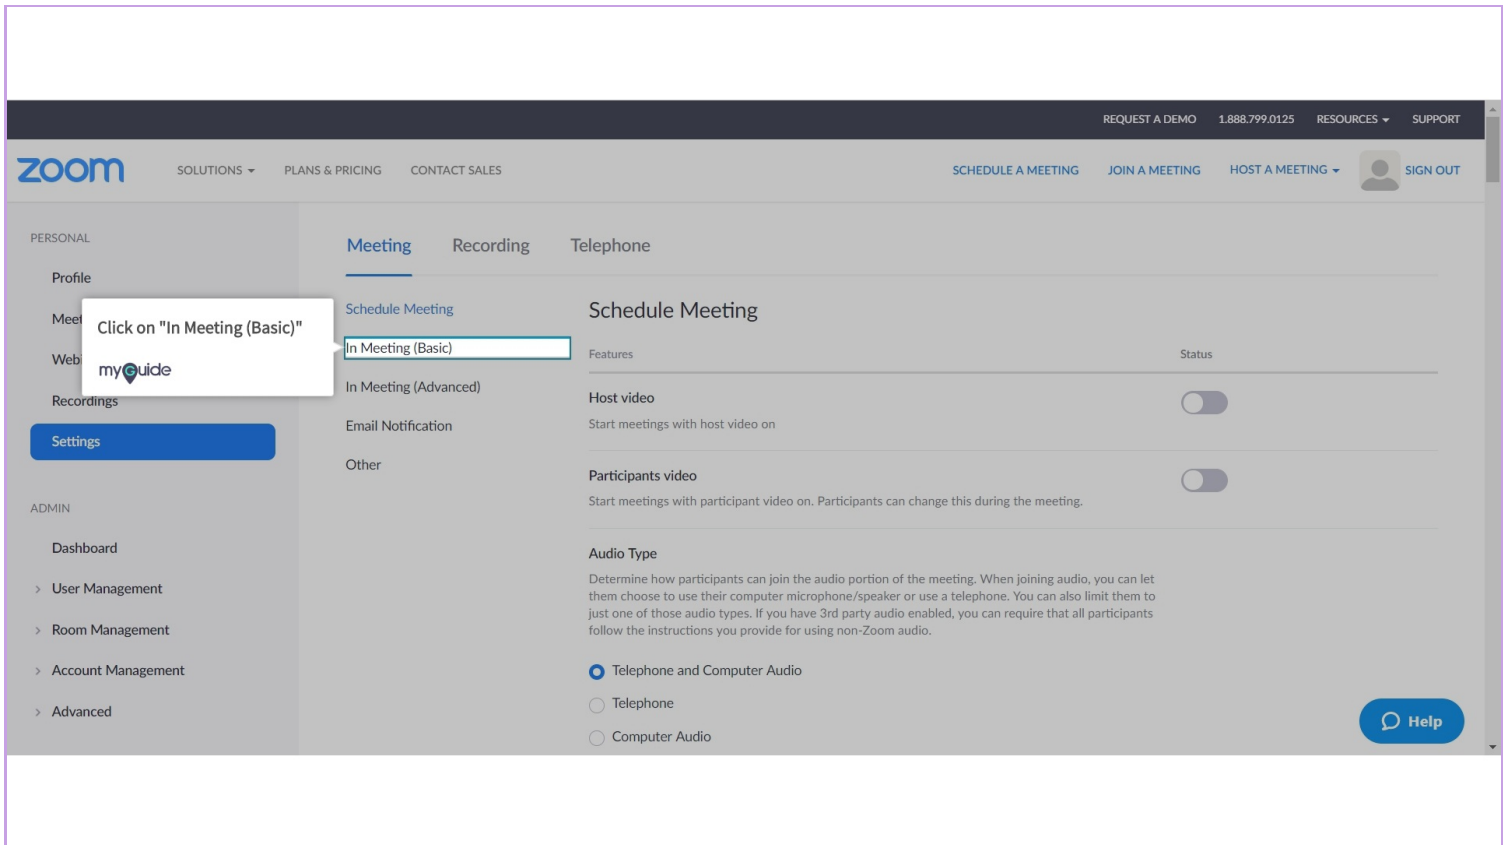 REQUEST A DEMO 1.888.799.0125 RESOURCES SUPPORT
zoom SOLUTIONS PLANS & PRICING CONTACT SALES SCHEDULE A MEETING JOIN A MEETING HOST A MEETING SIGN OUT
PERSONAL
Profile
Meet
Webi
Recordings
Settings
ADMIN
Dashboard
User Management
Room Management
Account Management
Advanced
Click on "In Meeting (Basic)"
myGuide
Meeting Recording Telephone
Schedule Meeting
In Meeting (Basic)
In Meeting (Advanced)
Email Notification
Other
Schedule Meeting
Features Status
Host video
Start meetings with host video on
Participants video
Start meetings with participant video on. Participants can change this during the meeting.
Audio Type
Determine how participants can join the audio portion of the meeting. When joining audio, you can let
them choose to use their computer microphone/speaker or use a telephone. You can also limit them to
just one of those audio types. If you have 3rd party audio enabled, you can require that all participants
follow the instructions you provide for using non-Zoom audio.
Telephone and Computer Audio
Telephone
Computer Audio
Help